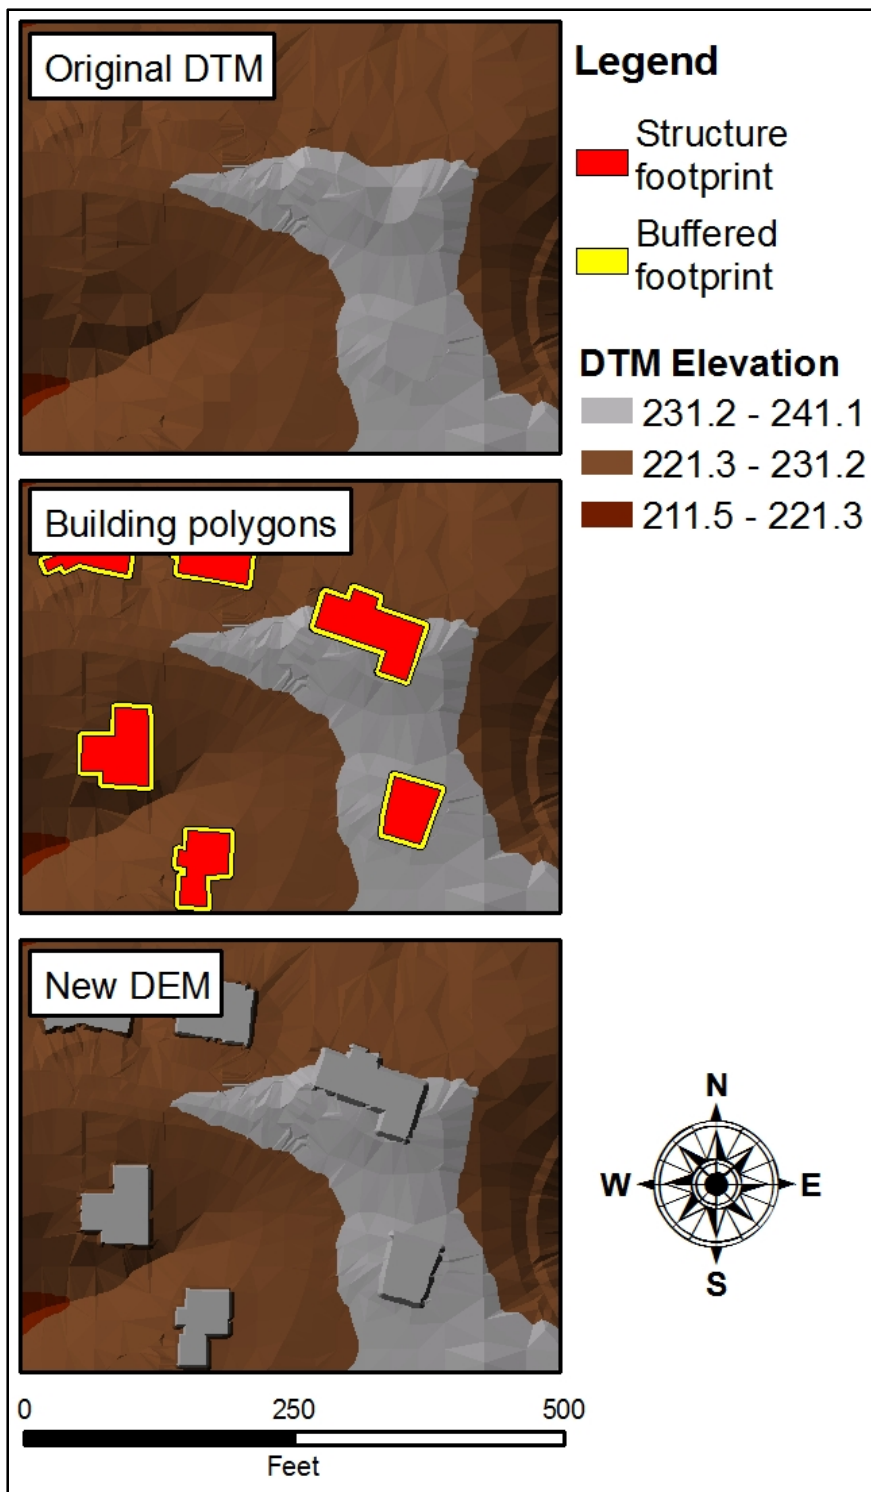 Original DTM
Legend
Structure
footprint
Buffered
footprint
DTM Elevation
231.2 - 241.1
221.3 - 231.2
211.5 - 221.3
Building polygons
New DEM
N
W
E
S
0 250 500
Feet